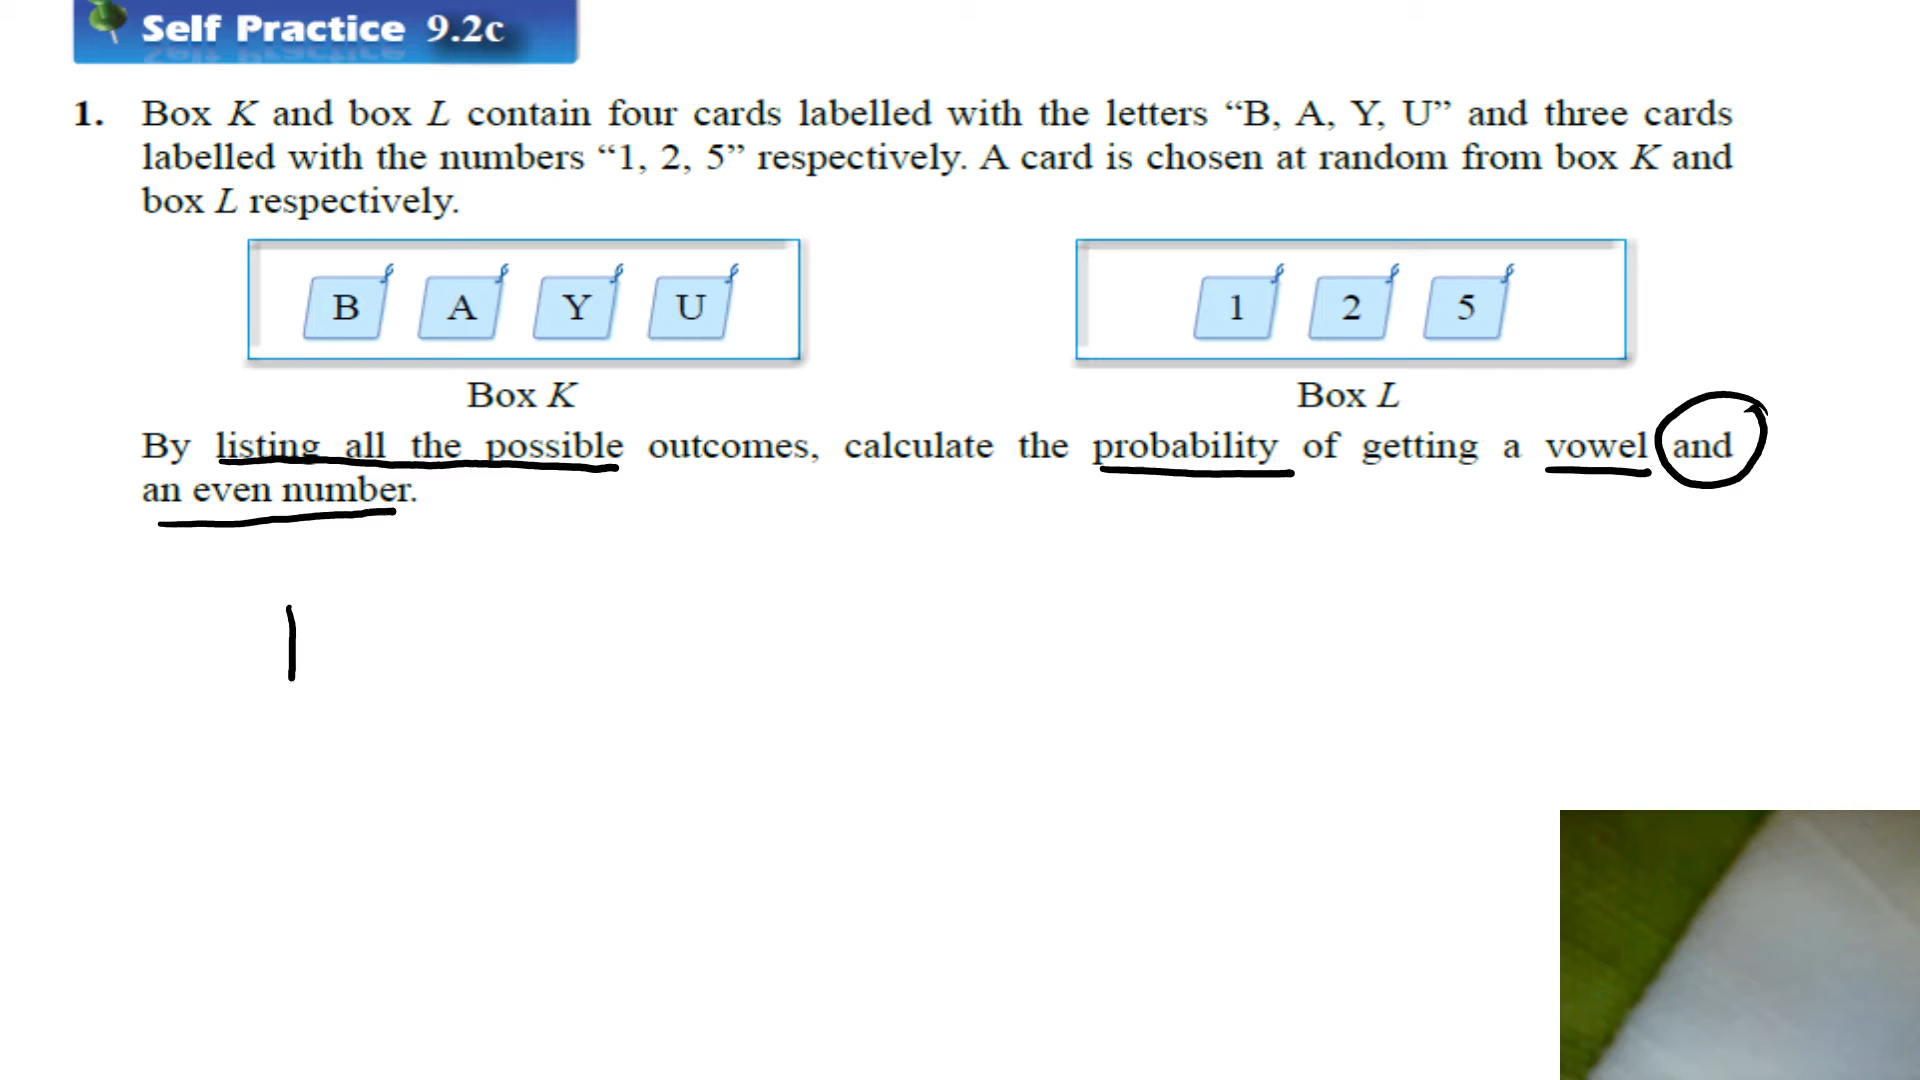 Self Practice 9.2c
1. Box K and box L contain four cards labelled with the letters “B, A, Y, U” and three cards
labelled with the numbers “1, 2, 5” respectively. A card is chosen at random from box K and
box L respectively.
B A Y U 1 2 5
Box K Box L
By listing all the possible outcomes, calculate the probability of getting a vowel and
an even number.